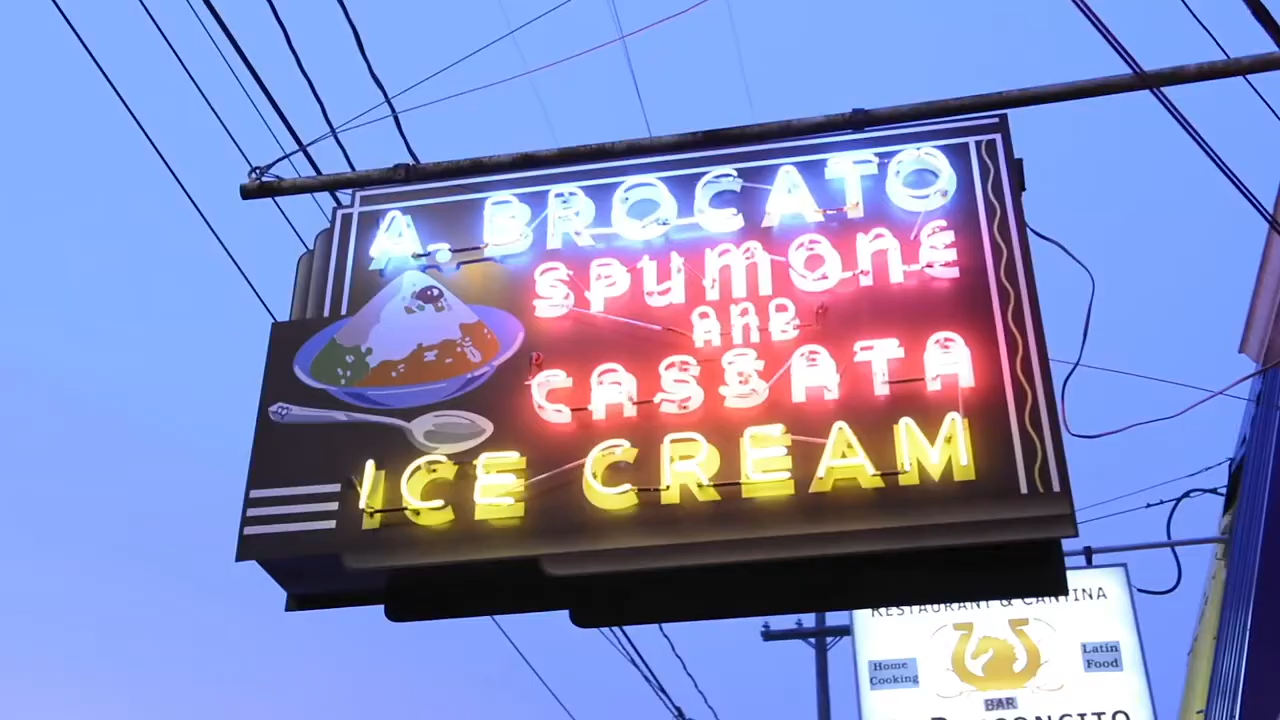 A. BROCATO
SPUMONE
AND
CASSATA
ICE CREAM
RESTAURANT & CANTINA
Home
Cooking
Latin
Food
BAR